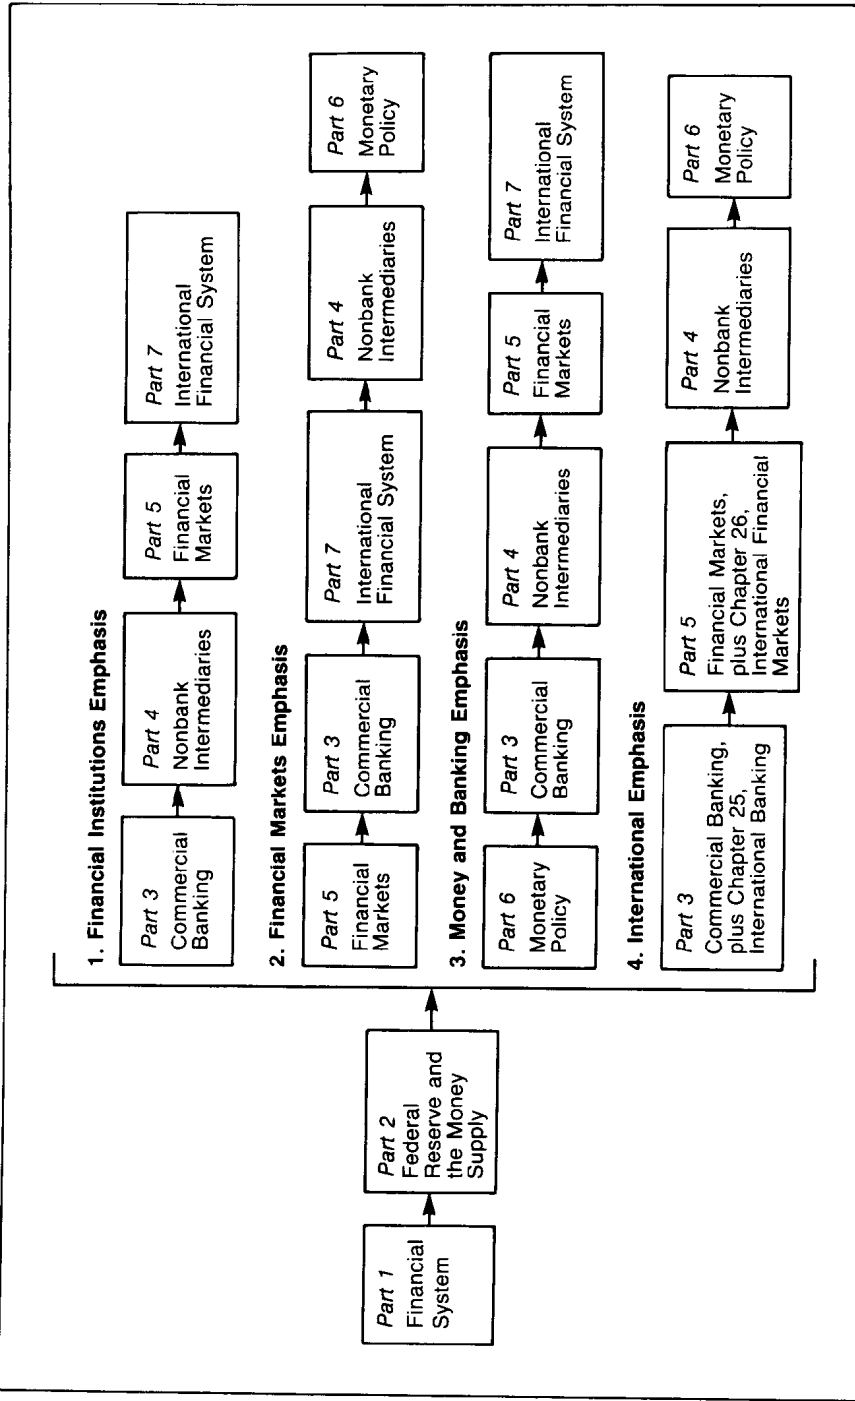 Part 1
Financial
System
Part 2
Federal
Reserve and
the Money
Supply
1. Financial Institutions Emphasis
Part 3
Commercial
Banking
Part 4
Nonbank
Intermediaries
Part 5
Financial
Markets
Part 7
International
Financial System
2. Financial Markets Emphasis
Part 5
Financial
Markets
Part 3
Commercial
Banking
Part 7
International
Financial System
Part 4
Nonbank
Intermediaries
Part 6
Monetary
Policy
3. Money and Banking Emphasis
Part 6
Monetary
Policy
Part 3
Commercial
Banking
Part 4
Nonbank
Intermediaries
Part 5
Financial
Markets
Part 7
International
Financial System
4. International Emphasis
Part 3
Commercial Banking,
plus Chapter 25,
International Banking
Part 5
Financial Markets,
plus Chapter 26,
International Financial
Markets
Part 4
Nonbank
Intermediaries
Part 6
Monetary
Policy